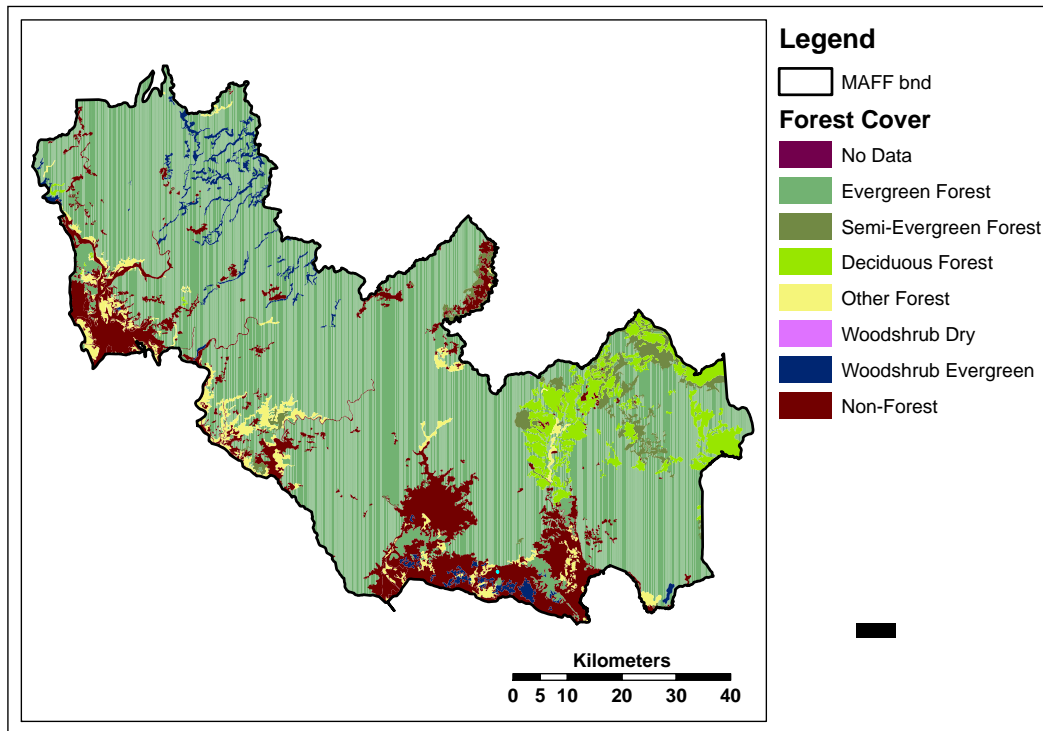 Legend
MAFF bnd
Forest Cover
No Data
Evergreen Forest
Semi-Evergreen Forest
Deciduous Forest
Other Forest
Woodshrub Dry
Woodshrub Evergreen
Non-Forest
Kilometers
0 5 10 20 30 40